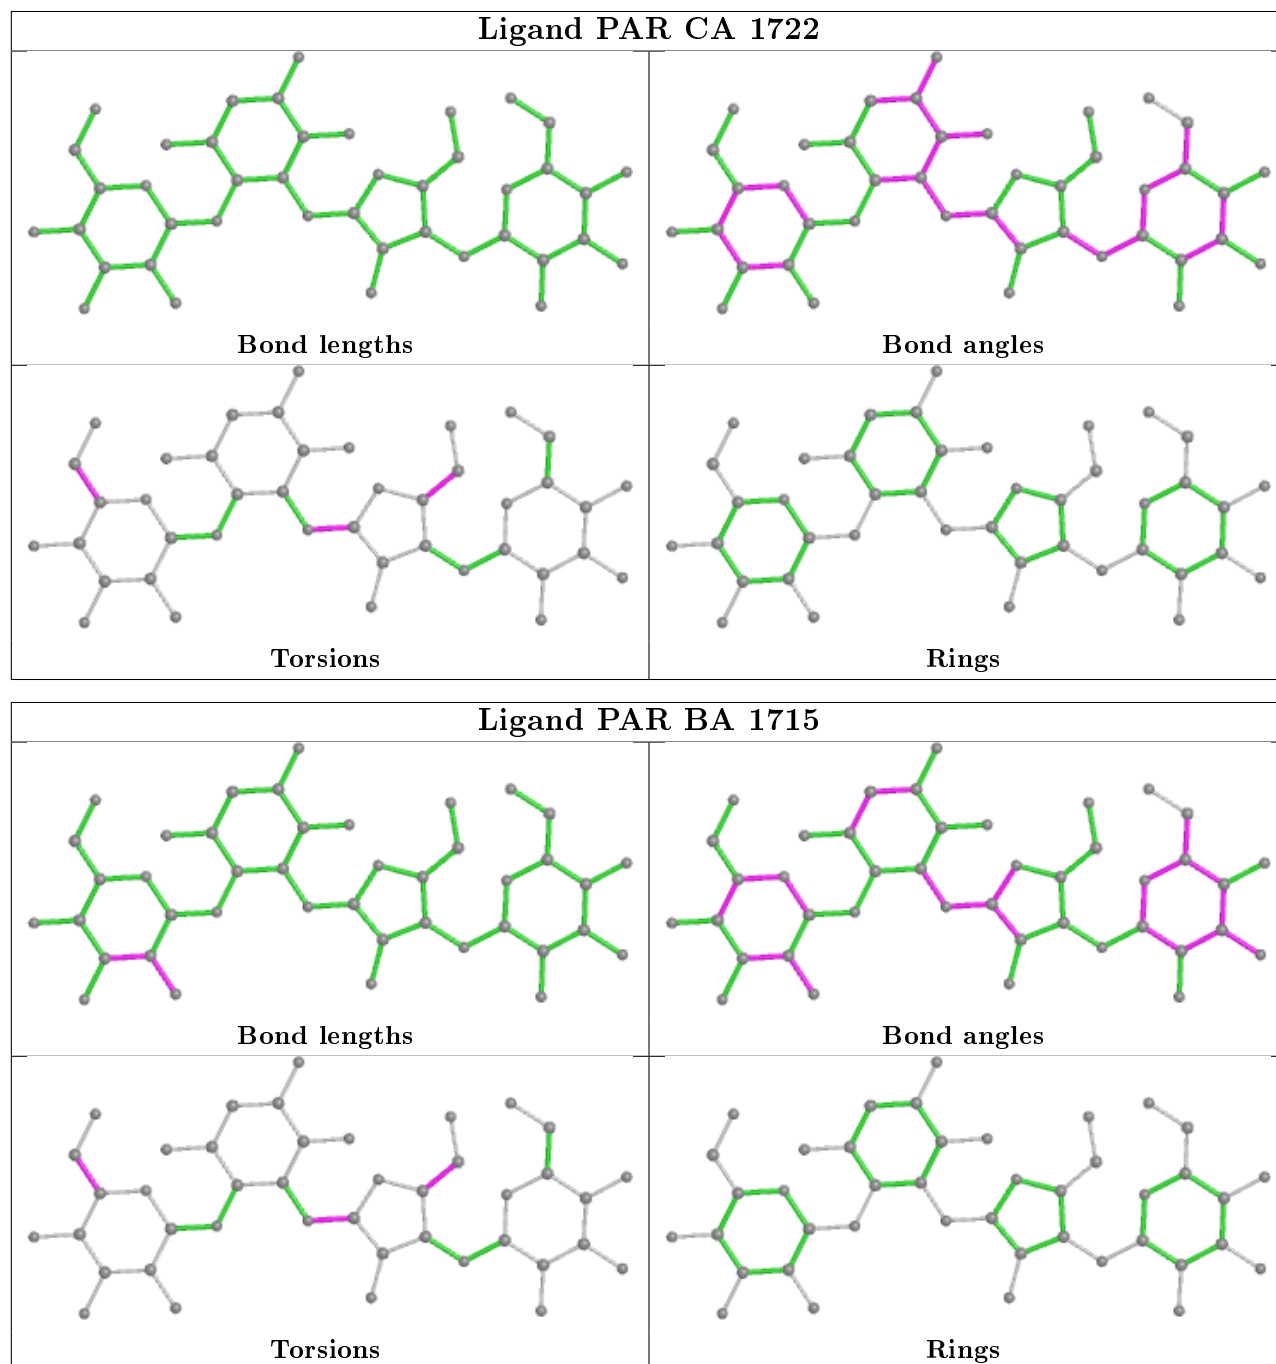 Ligand PAR CA 1722
Bond lengths
Bond angles
Torsions
Rings
Ligand PAR BA 1715
Bond lengths
Bond angles
Torsions
Rings